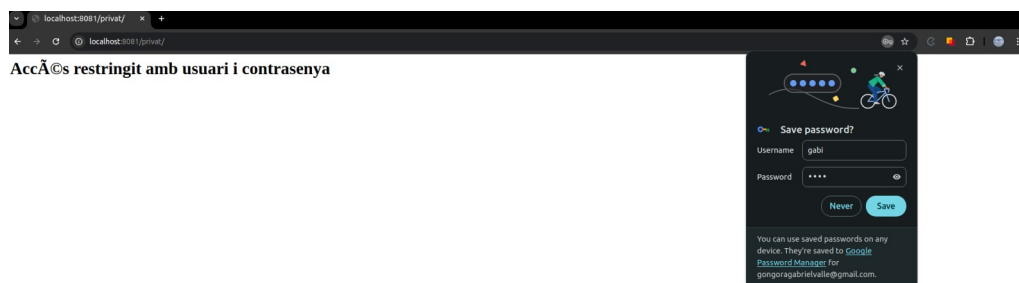 localhost:8081/privat/
localhost:8081/privat/
AccÃ©s restringit amb usuari i contrasenya
Save password?
Username gabi
Password ••••
Never Save
You can use saved passwords on any
device. They're saved to Google
Password Manager for
gongoragabrielvalle@gmail.com.